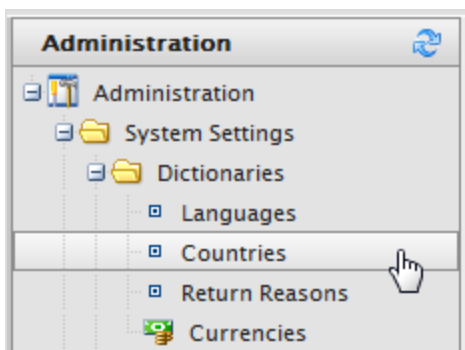 Administration
Administration
System Settings
Dictionaries
Languages
Countries
Return Reasons
Currencies